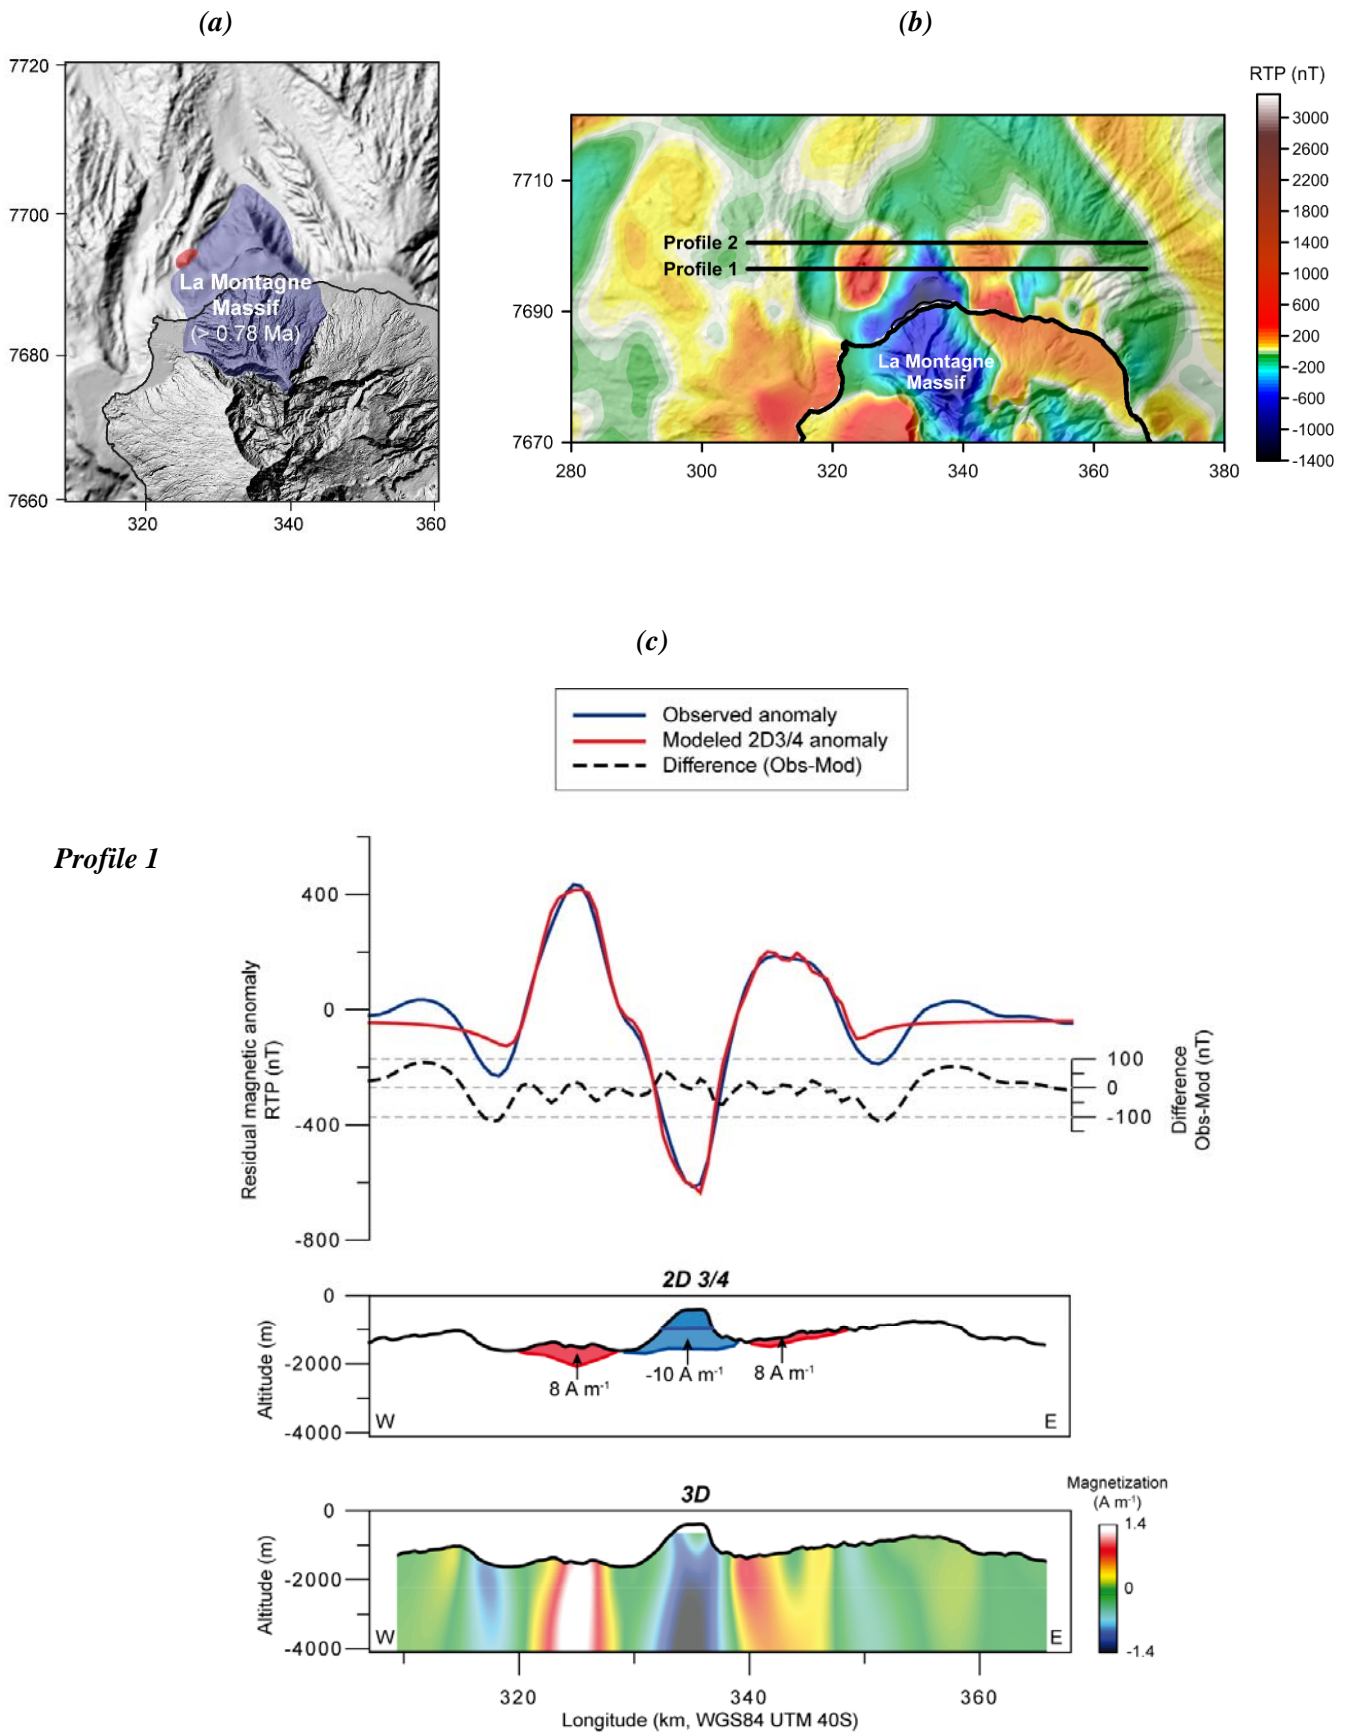 (a)
(b)
7720
7700
7680
7660
320
340
360
La Montagne
Massif
(> 0.78 Ma)
RTP (nT)
7710
7690
7670
280
300
320
340
360
380
Profile 2
Profile 1
La Montagne
Massif
3000
2600
2200
1800
1400
1000
600
200
-200
-600
-1000
-1400
(c)
Observed anomaly
Modeled 2D3/4 anomaly
Difference (Obs-Mod)
Profile 1
Residual magnetic anomaly
RTP (nT)
400
0
-400
-800
100
0
-100
Difference
Obs-Mod (nT)
2D 3/4
Altitude (m)
0
-2000
-4000
8 A m-1
-10 A m-1
8 A m-1
W
E
3D
Altitude (m)
0
-2000
-4000
W
E
Magnetization
(A m-1)
1.4
0
-1.4
320
340
360
Longitude (km, WGS84 UTM 40S)